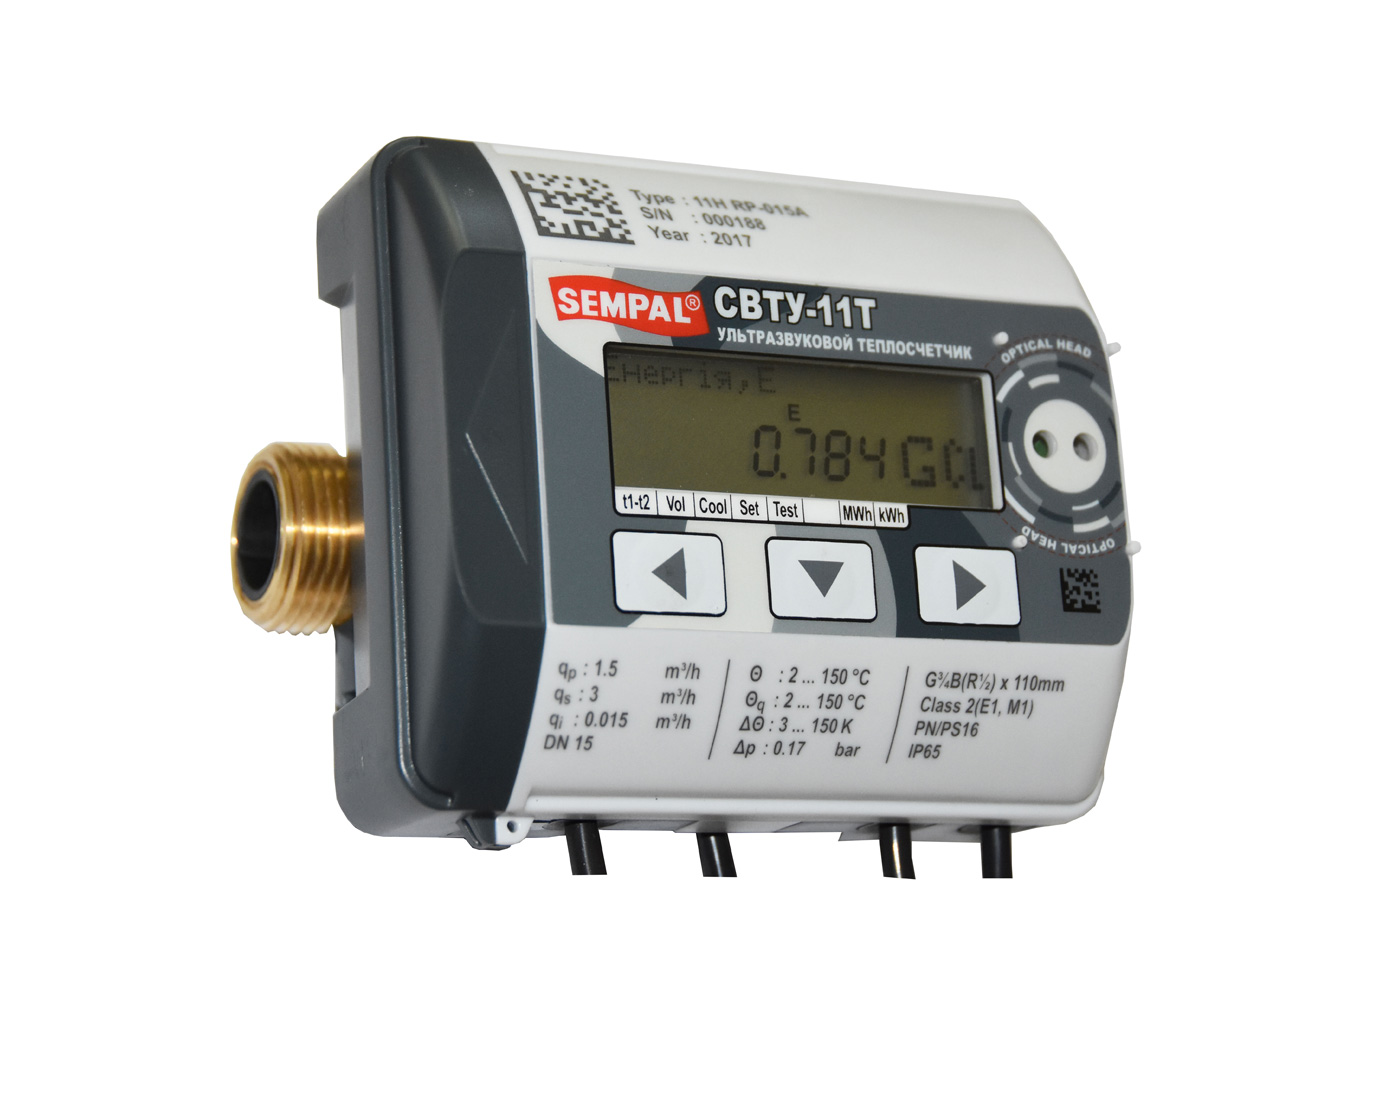 Type : 11H RP-015A
S/N : 000188
Year : 2017
SEMPAL® СВТУ-11Т
УЛЬТРАЗВУКОВОЙ ТЕПЛОСЧЕТЧИК
OPTICAL HEAD
Енергія, E
E
0.784 GCal
t1-t2 Vol Cool Set Test MWh kWh
OPTICAL HEAD
qp : 1.5 m³/h
qs : 3 m³/h
qi : 0.015 m³/h
DN 15
Θ : 2 ... 150 °C
Θq : 2 ... 150 °C
ΔΘ : 3 ... 150 K
Δp : 0.17 bar
G¾B(R½) x 110mm
Class 2(E1, M1)
PN/PS16
IP65